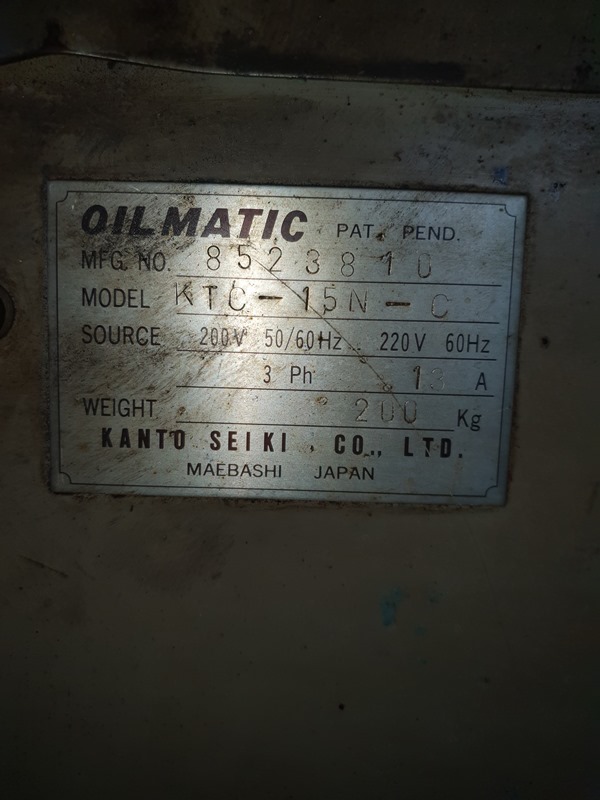 OILMATIC PAT. PEND.
MFG. NO. 8523810
MODEL KTC-15N-C
SOURCE 200V 50/60Hz .. 220V 60Hz
3 Ph 13 A
WEIGHT 200 Kg
KANTO SEIKI . CO., LTD.
MAEBASHI JAPAN